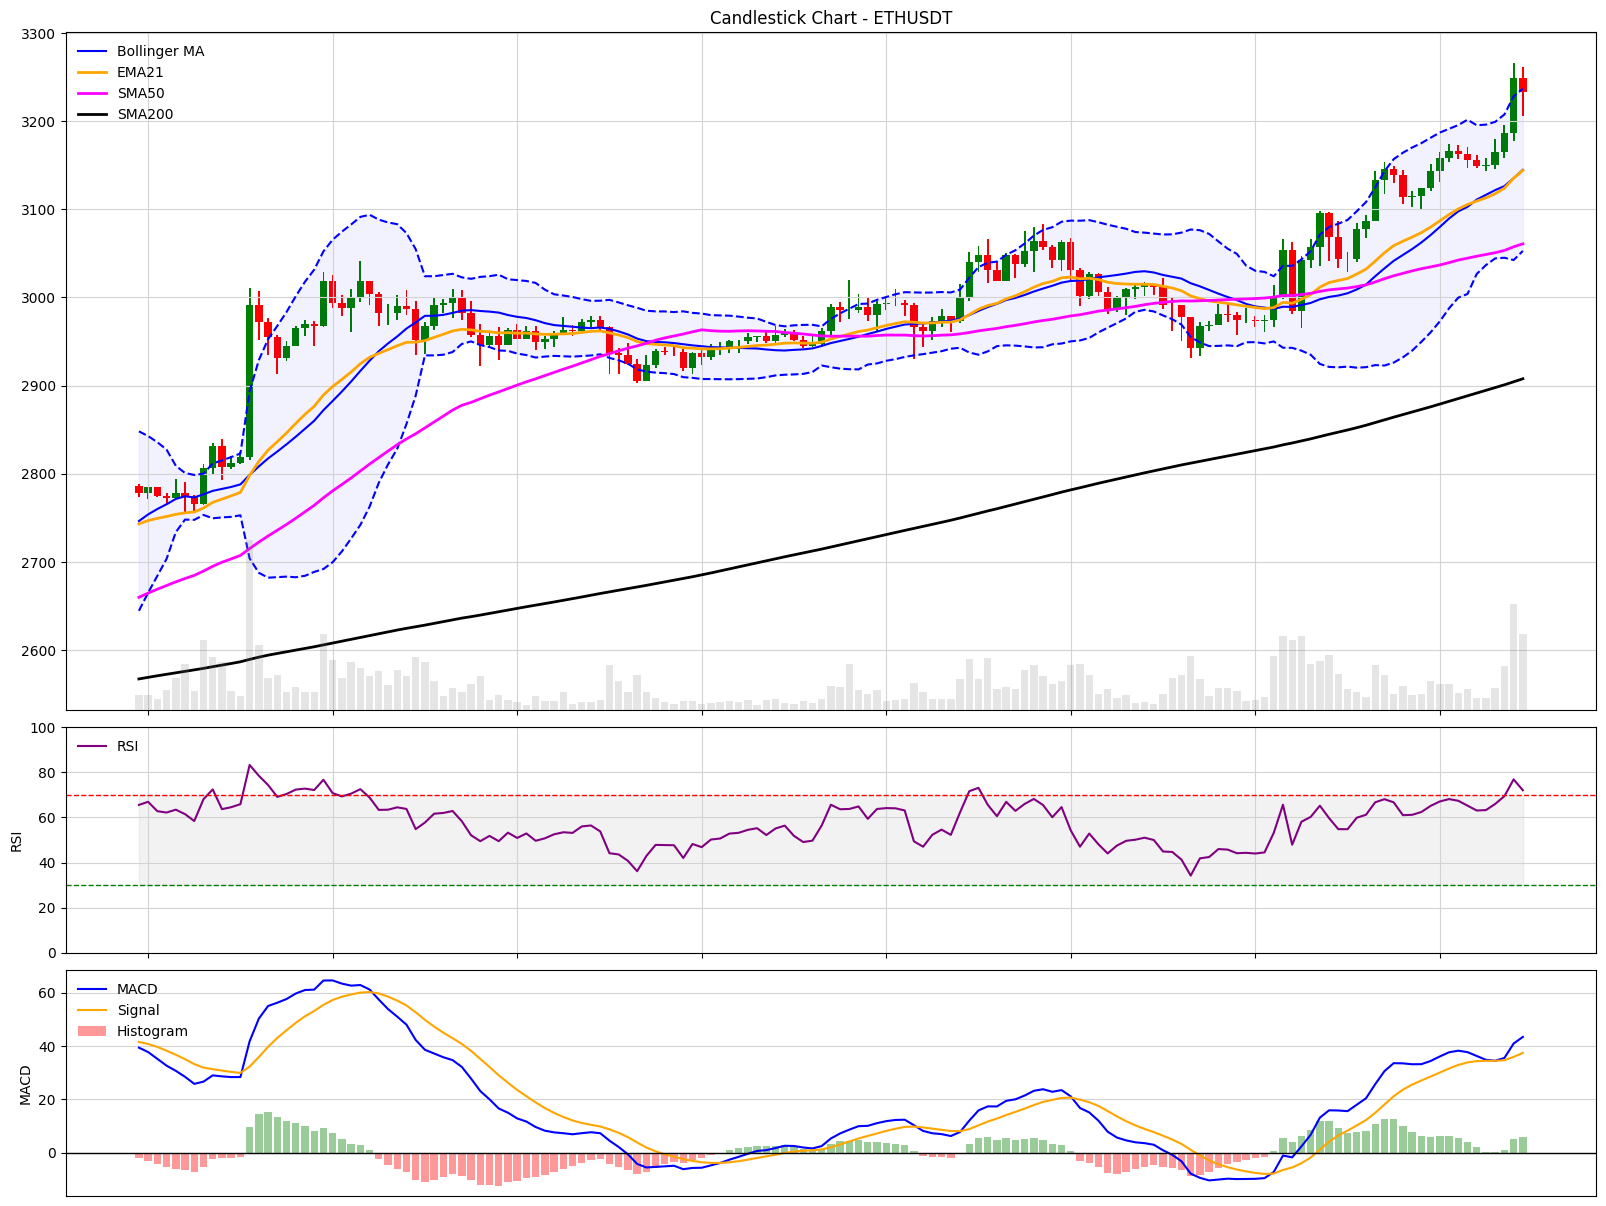 Candlestick Chart - ETHUSDT
3300
3200
3100
3000
2900
2800
2700
2600
Bollinger MA
EMA21
SMA50
SMA200
100
80
60
40
20
0
RSI
RSI
60
40
20
0
MACD
MACD
Signal
Histogram